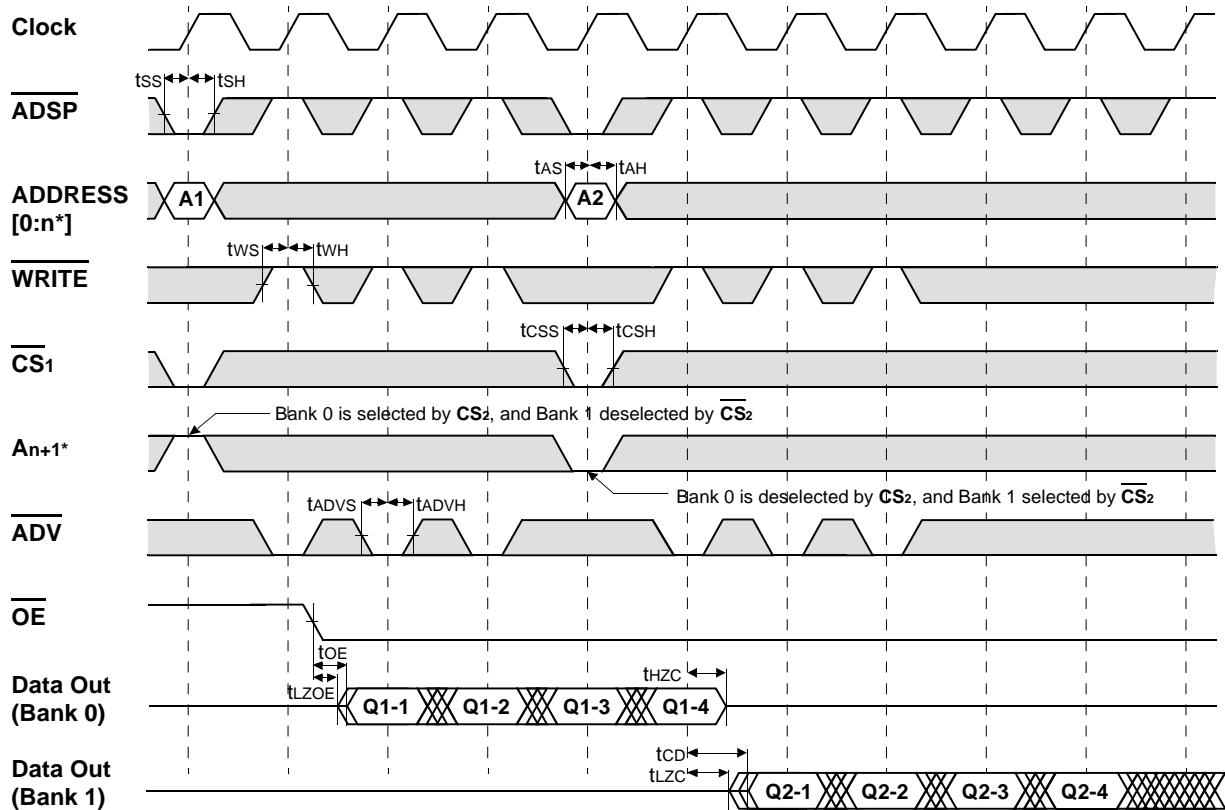 Clock
tSS tSH
ADSP
tAS tAH
ADDRESS
[0:n*]
A1 A2
tWS tWH
WRITE
tCSS tCSH
CS1
Bank 0 is selected by CS2, and Bank 1 deselected by CS2
An+1*
Bank 0 is deselected by CS2, and Bank 1 selected by CS2
tADVS tADVH
ADV
OE
tOE
tLZOE
tHZC
Data Out
(Bank 0)
Q1-1 Q1-2 Q1-3 Q1-4
tCD
tLZC
Data Out
(Bank 1)
Q2-1 Q2-2 Q2-3 Q2-4